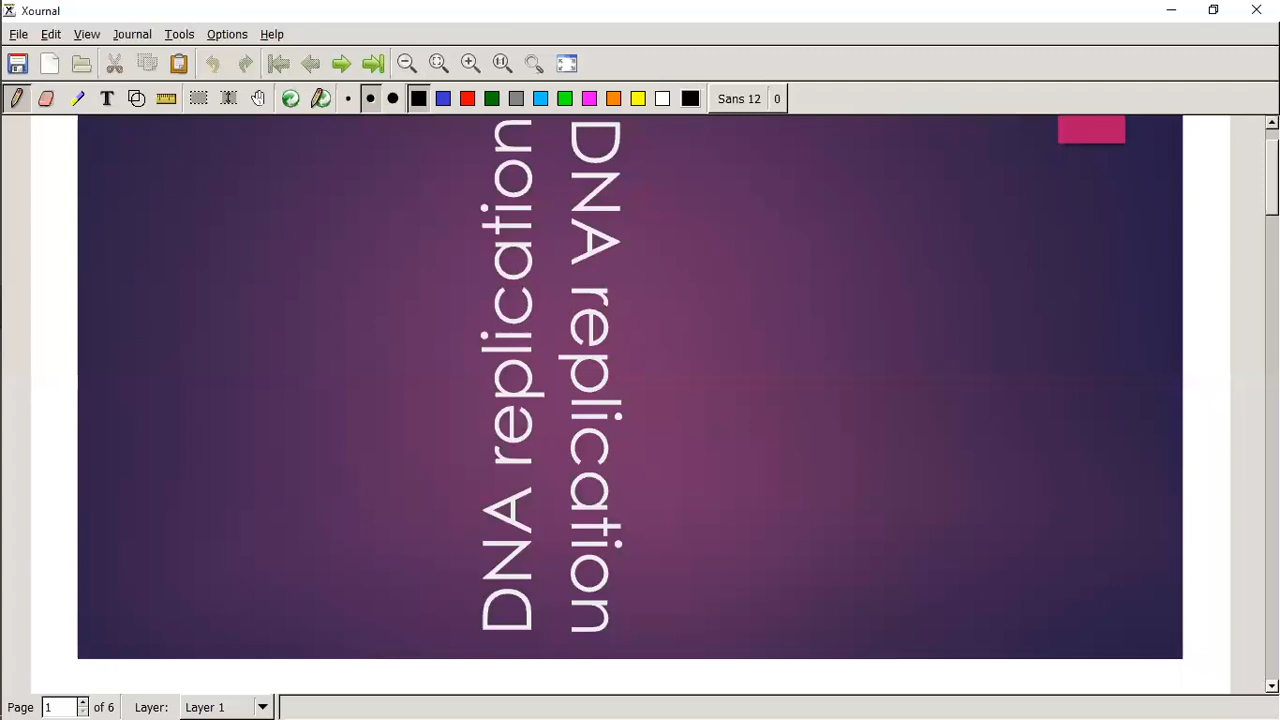 Xournal
File Edit View Journal Tools Options Help
Sans 12 0
DNA replication
DNA replication
Page 1 of 6 Layer: Layer 1